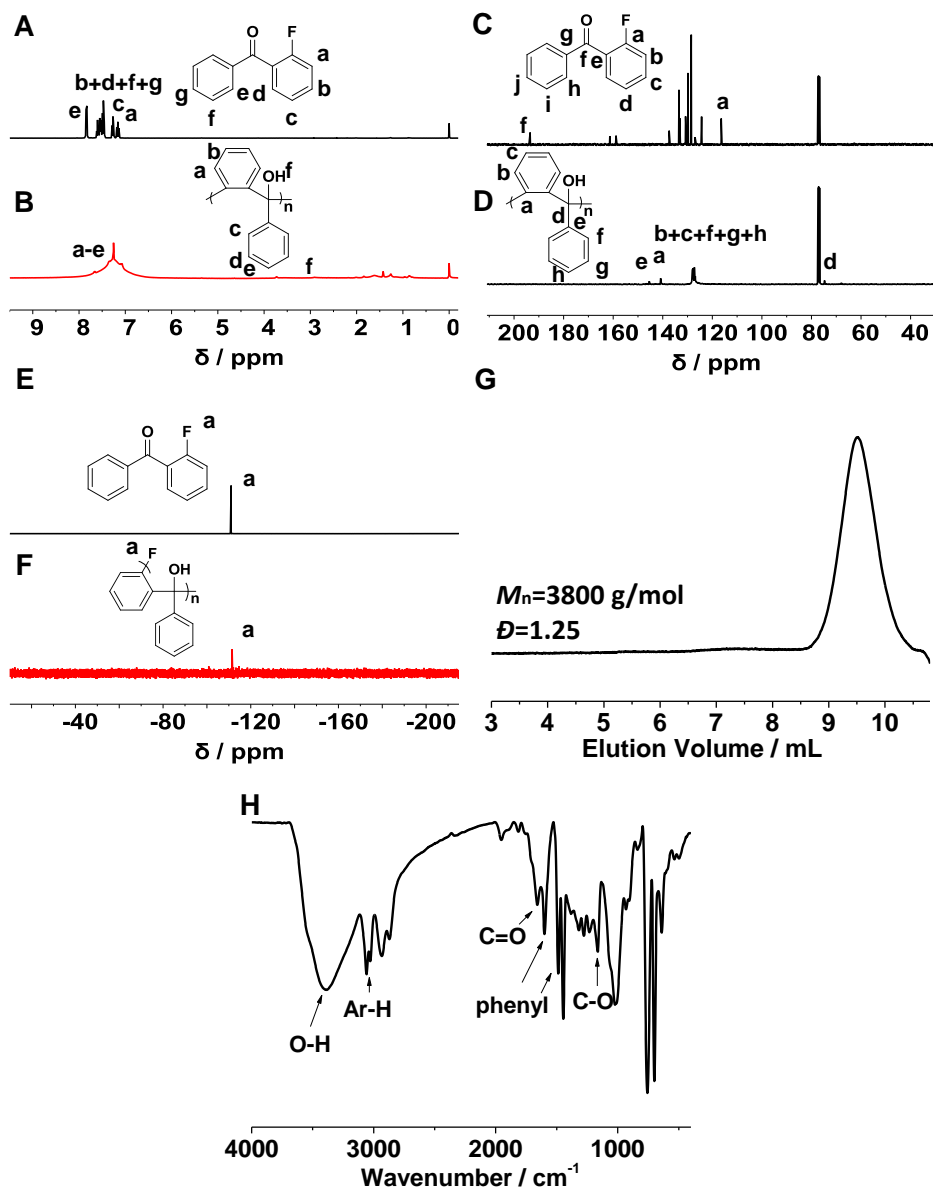 A
O
F
a
b
c
d
e
f
g
b+d+f+g
e
c
a
B
b
a
OH
f
n
c
d
e
a-e
f
9 8 7 6 5 4 3 2 1 0
δ / ppm
C
O
F
g
a
f
e
b
j
h
c
i
d
f
a
D
c
b
OH
a
n
d
e
f
g
h
b+c+f+g+h
e
a
d
200 180 160 140 120 100 80 60 40
δ / ppm
E
O
F
a
a
F
a
F
OH
n
a
-40 -80 -120 -160 -200
δ / ppm
G
Mn=3800 g/mol
Đ=1.25
3 4 5 6 7 8 9 10
Elution Volume / mL
H
C=O
Ar-H
phenyl
C-O
O-H
4000 3000 2000 1000
Wavenumber / cm-1